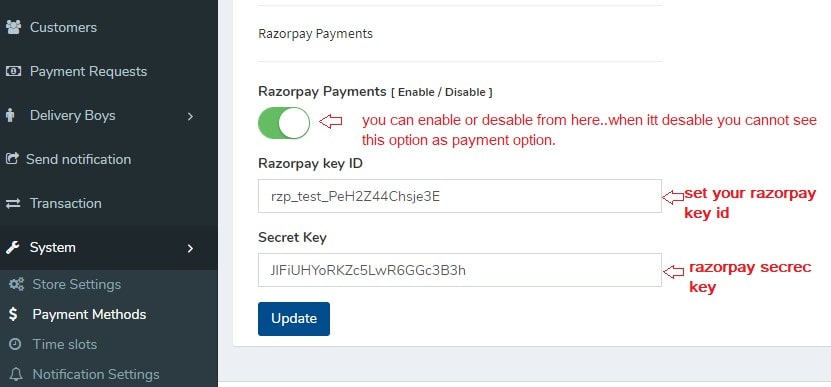 Customers
Payment Requests
Delivery Boys
Send notification
Transaction
System
Store Settings
Payment Methods
Time slots
Notification Settings
Razorpay Payments
Razorpay Payments [ Enable / Disable ]
you can enable or desable from here..when itt desable you cannot see
this option as payment option.
Razorpay key ID
rzp_test_PeH2Z44Chsje3E
set your razorpay
key id
Secret Key
JIFiUHYoRKZc5LwR6GGc3B3h
razorpay secrec
key
Update